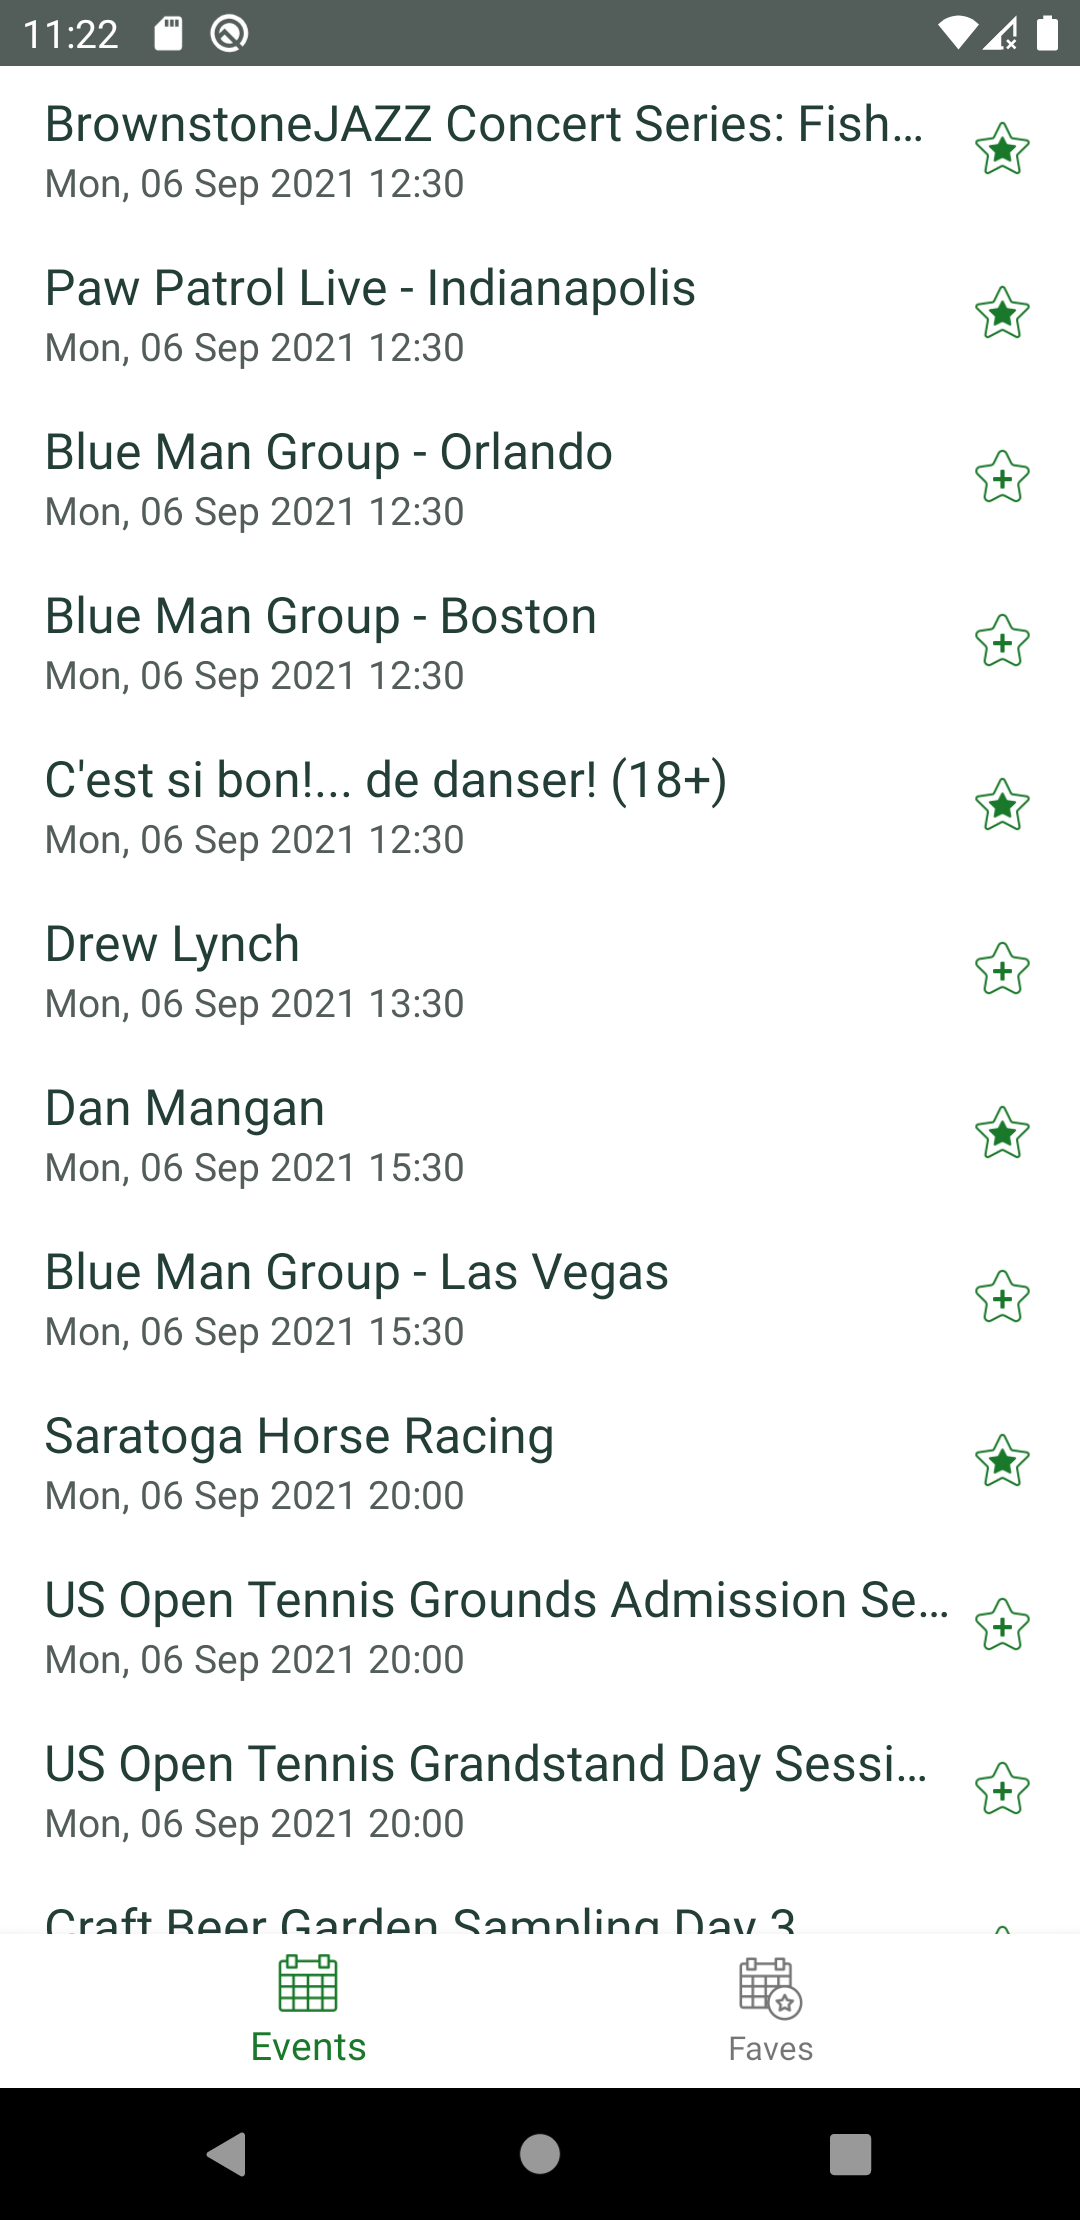 11:22
BrownstoneJAZZ Concert Series: Fish...
Mon, 06 Sep 2021 12:30
Paw Patrol Live - Indianapolis
Mon, 06 Sep 2021 12:30
Blue Man Group - Orlando
Mon, 06 Sep 2021 12:30
Blue Man Group - Boston
Mon, 06 Sep 2021 12:30
C'est si bon!... de danser! (18+)
Mon, 06 Sep 2021 12:30
Drew Lynch
Mon, 06 Sep 2021 13:30
Dan Mangan
Mon, 06 Sep 2021 15:30
Blue Man Group - Las Vegas
Mon, 06 Sep 2021 15:30
Saratoga Horse Racing
Mon, 06 Sep 2021 20:00
US Open Tennis Grounds Admission Se...
Mon, 06 Sep 2021 20:00
US Open Tennis Grandstand Day Sessi...
Mon, 06 Sep 2021 20:00
Craft Beer Garden Sampling Day 3
Events
Faves